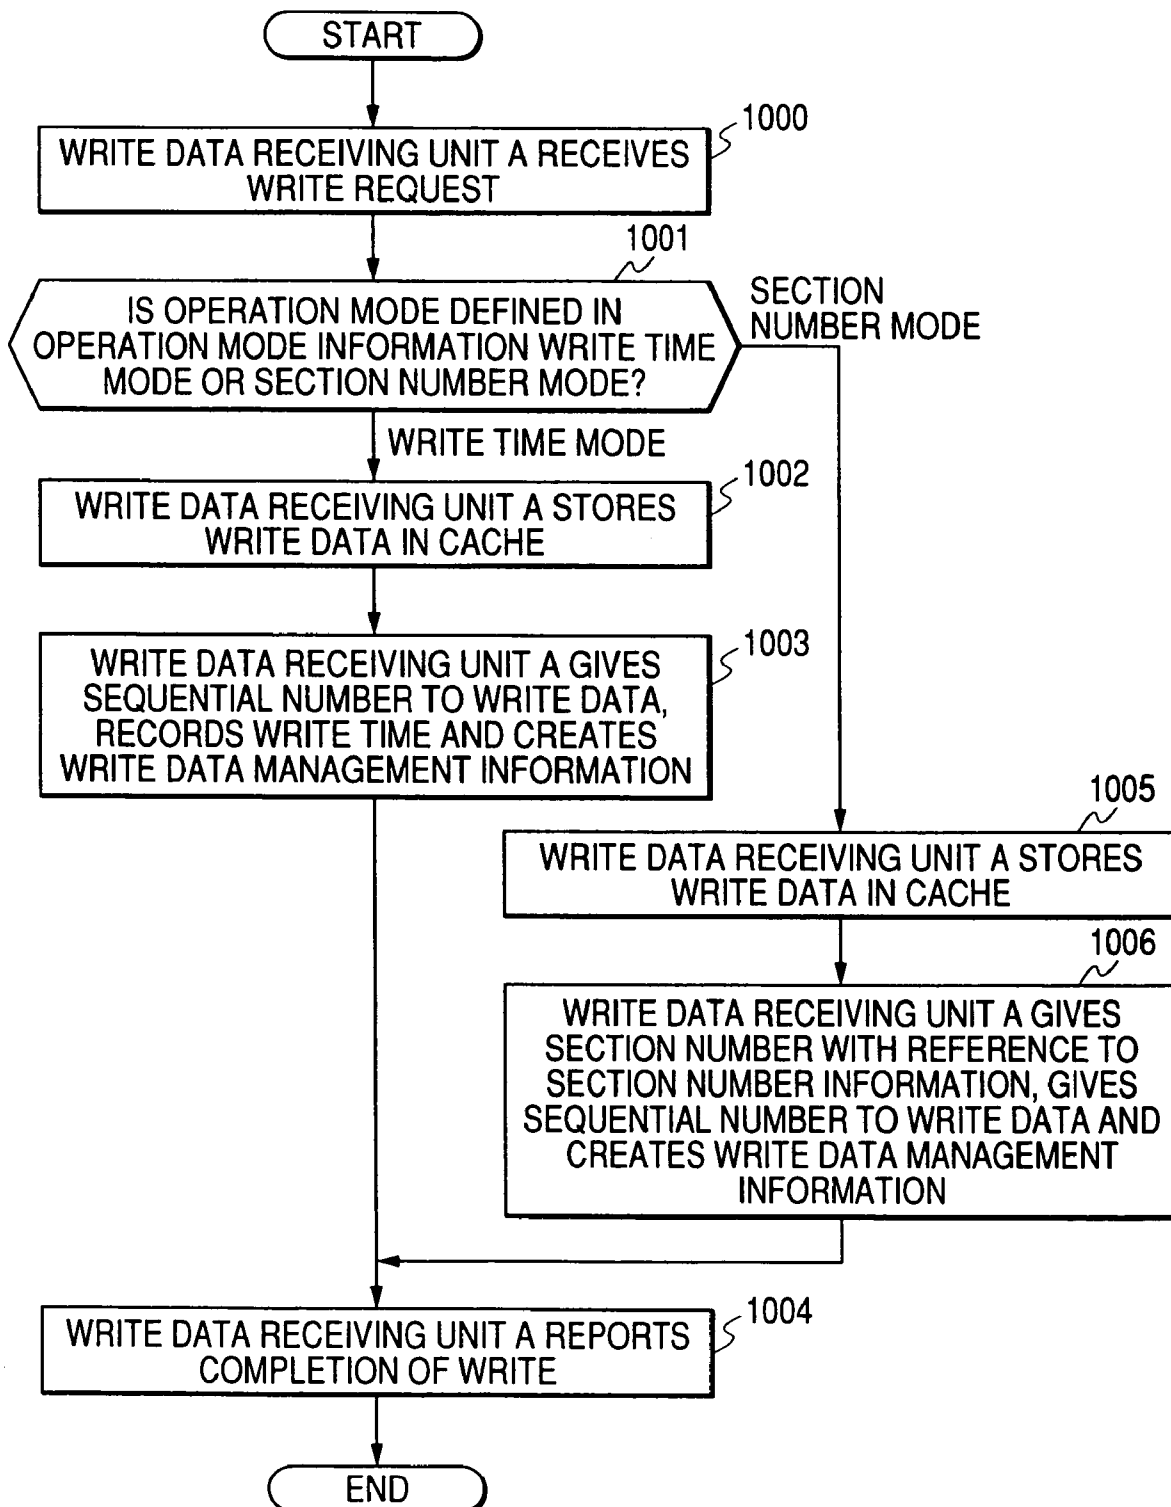 START
1000
WRITE DATA RECEIVING UNIT A RECEIVES
WRITE REQUEST
1001
IS OPERATION MODE DEFINED IN
OPERATION MODE INFORMATION WRITE TIME
MODE OR SECTION NUMBER MODE?
SECTION
NUMBER MODE
WRITE TIME MODE
1002
WRITE DATA RECEIVING UNIT A STORES
WRITE DATA IN CACHE
1003
WRITE DATA RECEIVING UNIT A GIVES
SEQUENTIAL NUMBER TO WRITE DATA,
RECORDS WRITE TIME AND CREATES
WRITE DATA MANAGEMENT INFORMATION
1005
WRITE DATA RECEIVING UNIT A STORES
WRITE DATA IN CACHE
1006
WRITE DATA RECEIVING UNIT A GIVES
SECTION NUMBER WITH REFERENCE TO
SECTION NUMBER INFORMATION, GIVES
SEQUENTIAL NUMBER TO WRITE DATA AND
CREATES WRITE DATA MANAGEMENT
INFORMATION
1004
WRITE DATA RECEIVING UNIT A REPORTS
COMPLETION OF WRITE
END